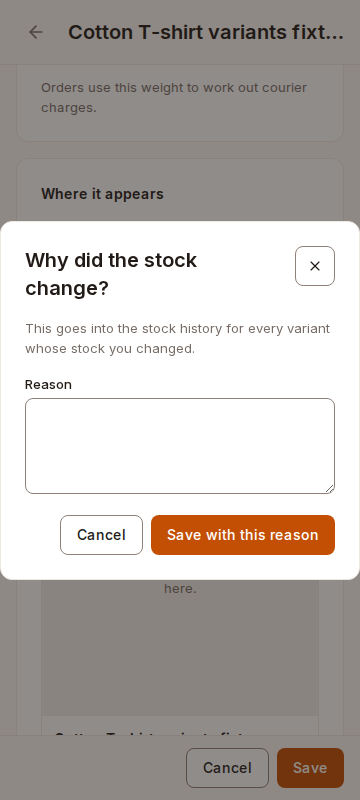 Cotton T-shirt variants fixt...
Orders use this weight to work out courier
charges.
Where it appears
Why did the stock
change?
This goes into the stock history for every variant
whose stock you changed.
Reason
Cancel
Save with this reason
here.
Cancel
Save